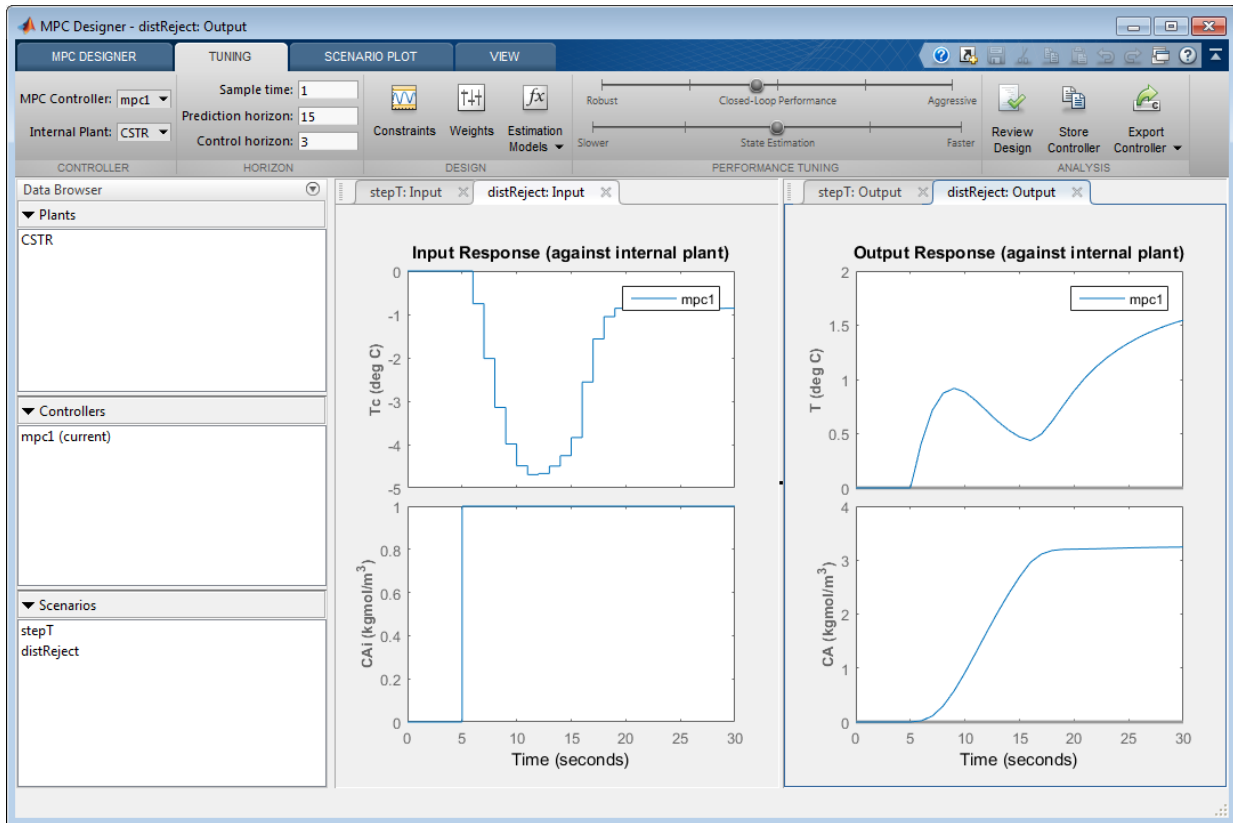 MPC Designer - distReject: Output
MPC DESIGNER TUNING SCENARIO PLOT VIEW
MPC Controller: mpc1
Internal Plant: CSTR
CONTROLLER
Sample time: 1
Prediction horizon: 15
Control horizon: 3
HORIZON
Constraints Weights Estimation
Models
DESIGN
Robust Closed-Loop Performance Aggressive
Slower State Estimation Faster
PERFORMANCE TUNING
Review
Design
Store
Controller
Export
Controller
ANALYSIS
Data Browser
Plants
CSTR
Controllers
mpc1 (current)
Scenarios
stepT
distReject
stepT: Input distReject: Input
Input Response (against internal plant)
mpc1
Tc (deg C)
0
-1
-2
-3
-4
-5
CAi (kgmol/m³)
1
0.8
0.6
0.4
0.2
0
0 5 10 15 20 25 30
Time (seconds)
stepT: Output distReject: Output
Output Response (against internal plant)
mpc1
T (deg C)
2
1.5
1
0.5
0
CA (kgmol/m³)
4
3
2
1
0
0 5 10 15 20 25 30
Time (seconds)